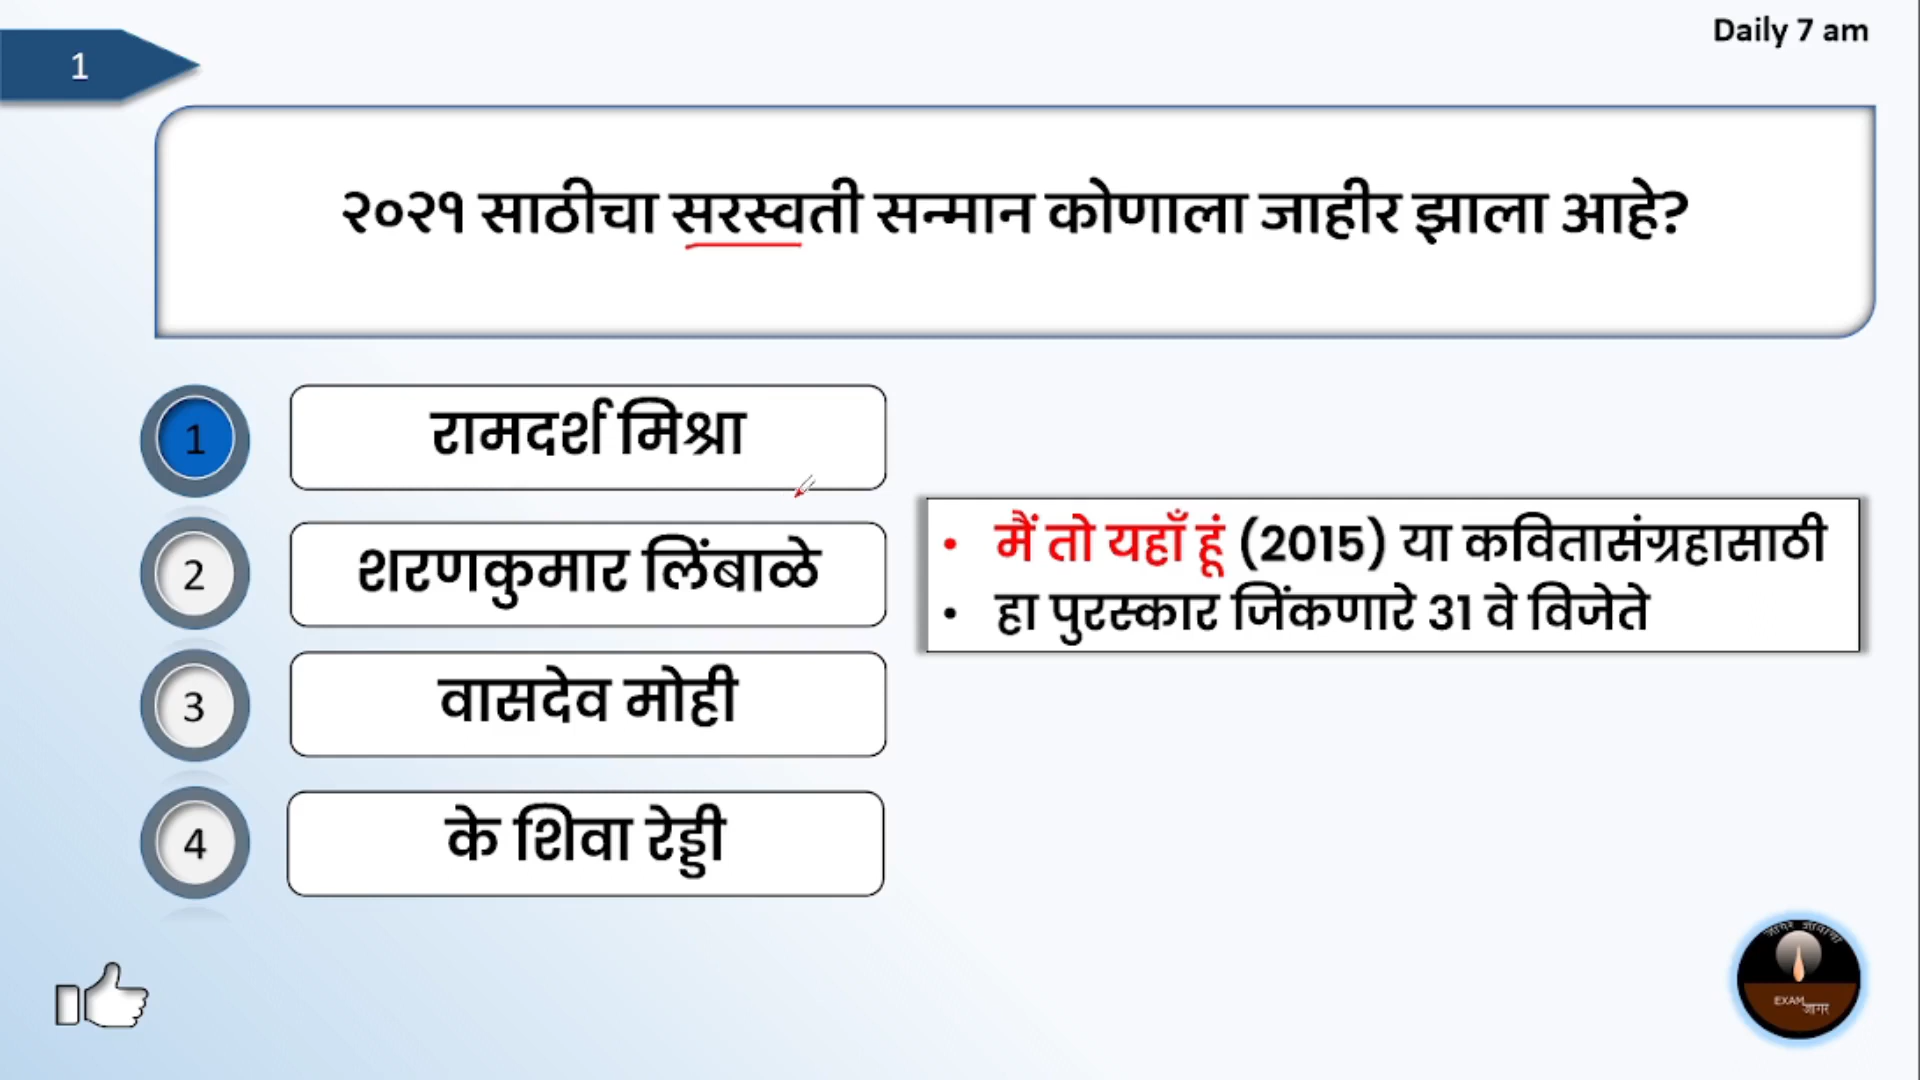 Daily 7 am
1
२०२१ साठीचा सरस्वती सन्मान कोणाला जाहीर झाला आहे?
1
रामदर्श मिश्रा
2
शरणकुमार लिंबाळे
• मैं तो यहाँ हूं (2015) या कवितासंग्रहासाठी
• हा पुरस्कार जिंकणारे 31 वे विजेते
3
वासदेव मोही
4
के शिवा रेड्डी
EXAM
जागर